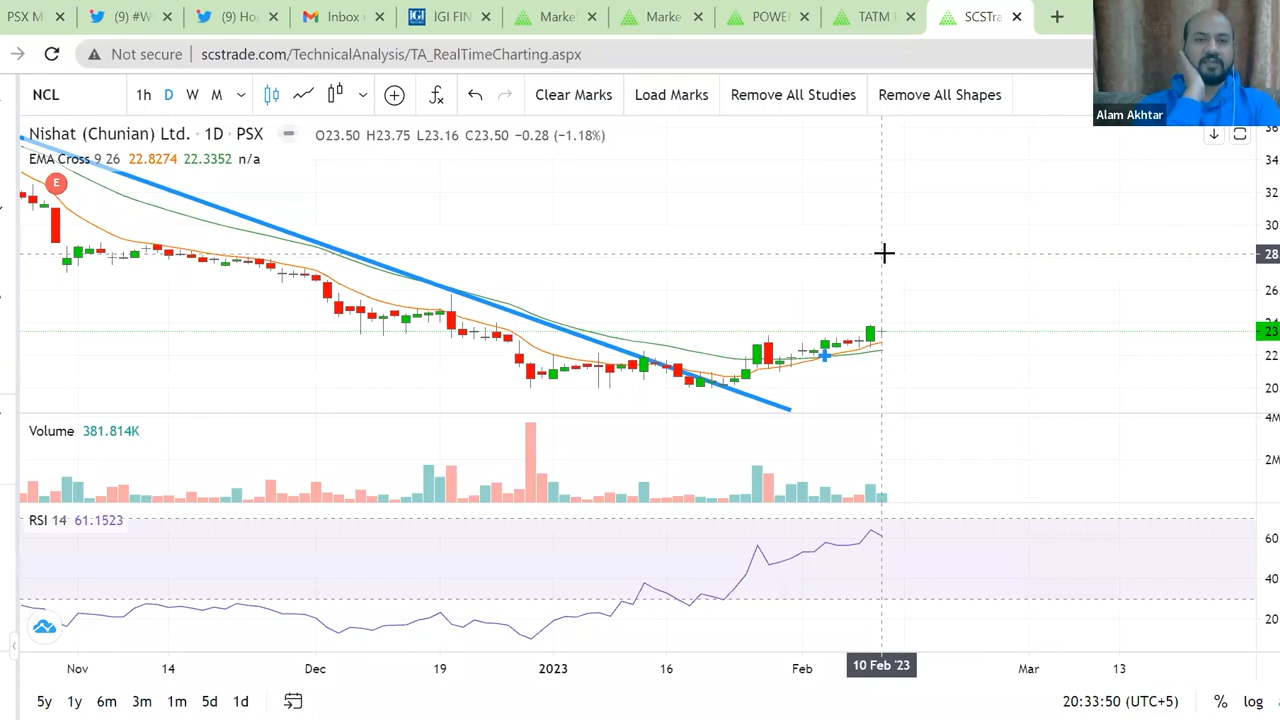 PSX M
(9) #W
(9) Ho
Inbox
IGI FIN
Marke
Marke
POWE
TATM
SCSTra
Not secure
scstrade.com/TechnicalAnalysis/TA_RealTimeCharting.aspx
Alam Akhtar
NCL 1h D W M Clear Marks Load Marks Remove All Studies Remove All Shapes
Nishat (Chunian) Ltd. · 1D · PSX O23.50 H23.75 L23.16 C23.50 −0.28 (−1.18%)
EMA Cross 9 26 22.8274 22.3352 n/a
E
36
34
32
30
28
26
24
23
22
20
Volume 381.814K
4M
2M
RSI 14 61.1523
60
40
20
Nov 14 Dec 19 2023 16 Feb 10 Feb '23 Mar 13
5y 1y 6m 3m 1m 5d 1d 20:33:50 (UTC+5) % log